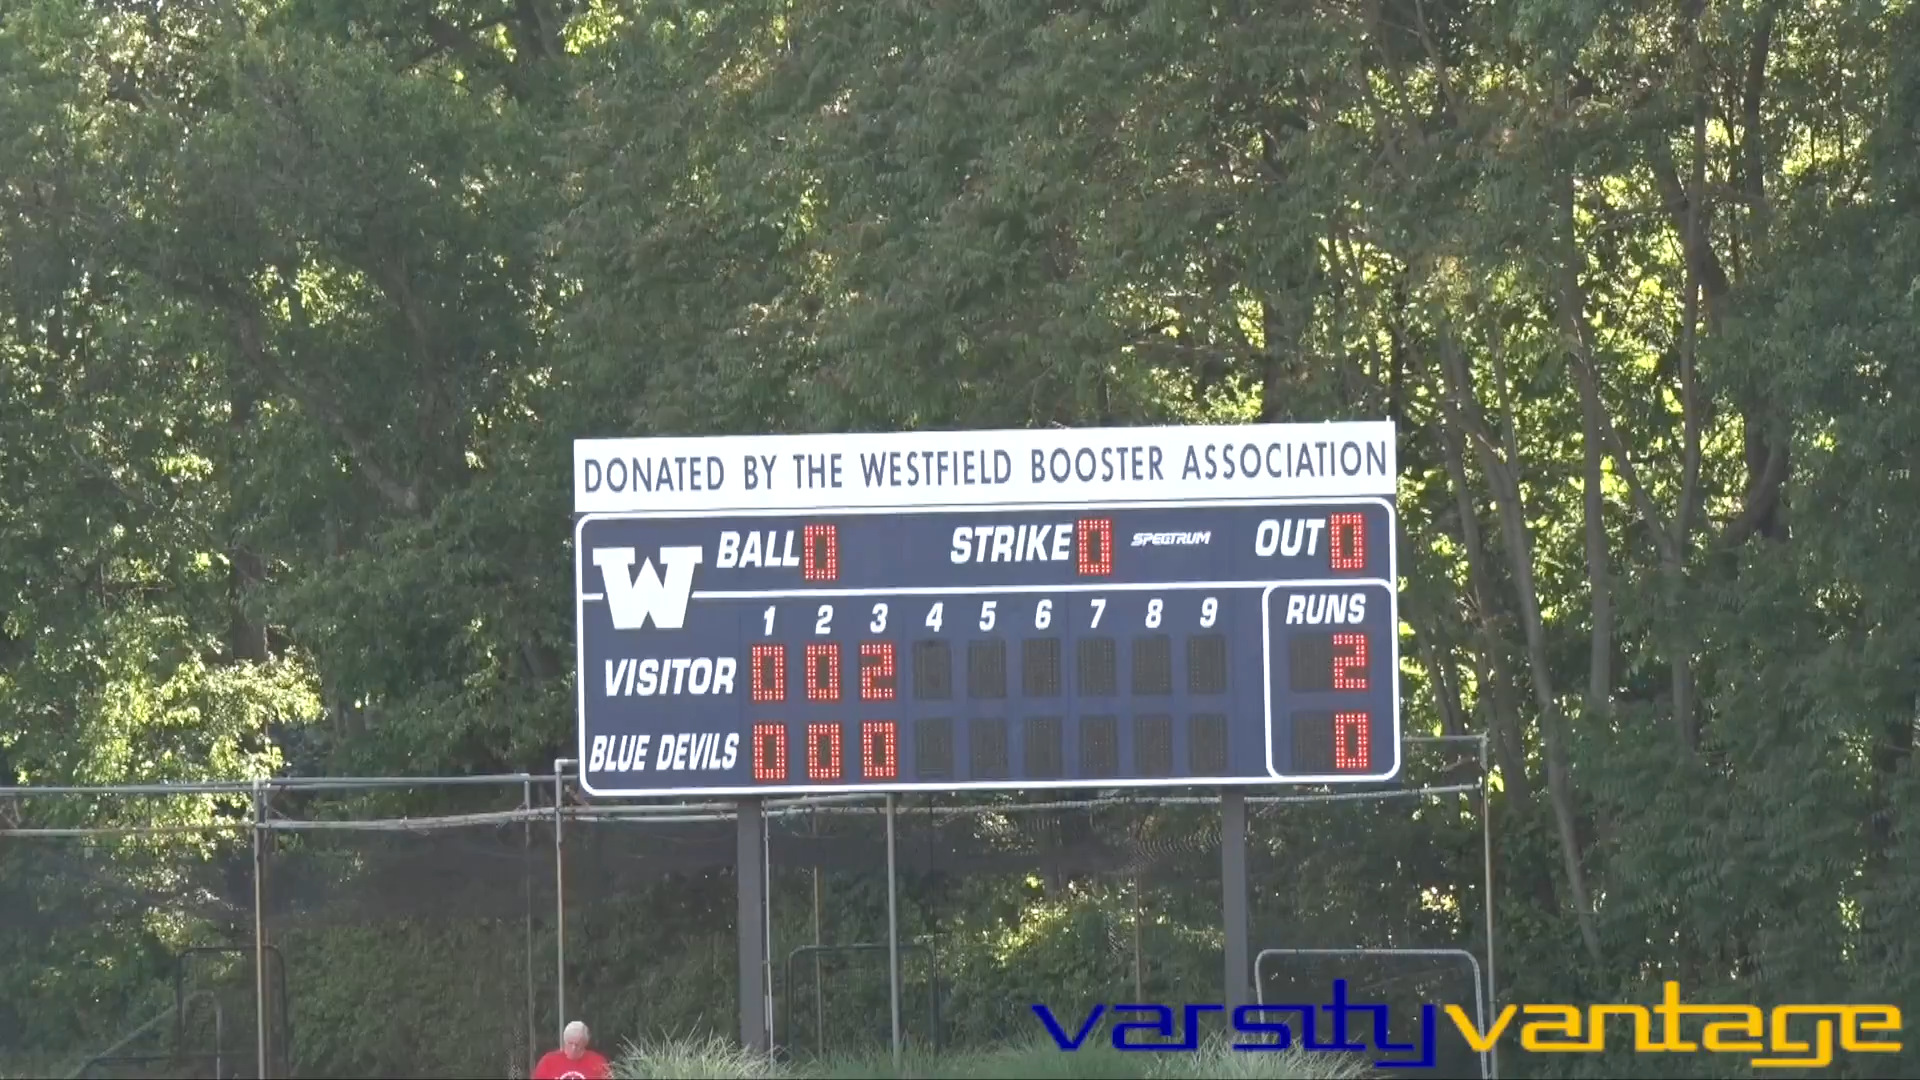 DONATED BY THE WESTFIELD BOOSTER ASSOCIATION
BALL 0 STRIKE 0 SPECTRUM OUT 0
W
1 2 3 4 5 6 7 8 9 RUNS
VISITOR 0 0 2 2
BLUE DEVILS 0 0 0 0
varsityvantage